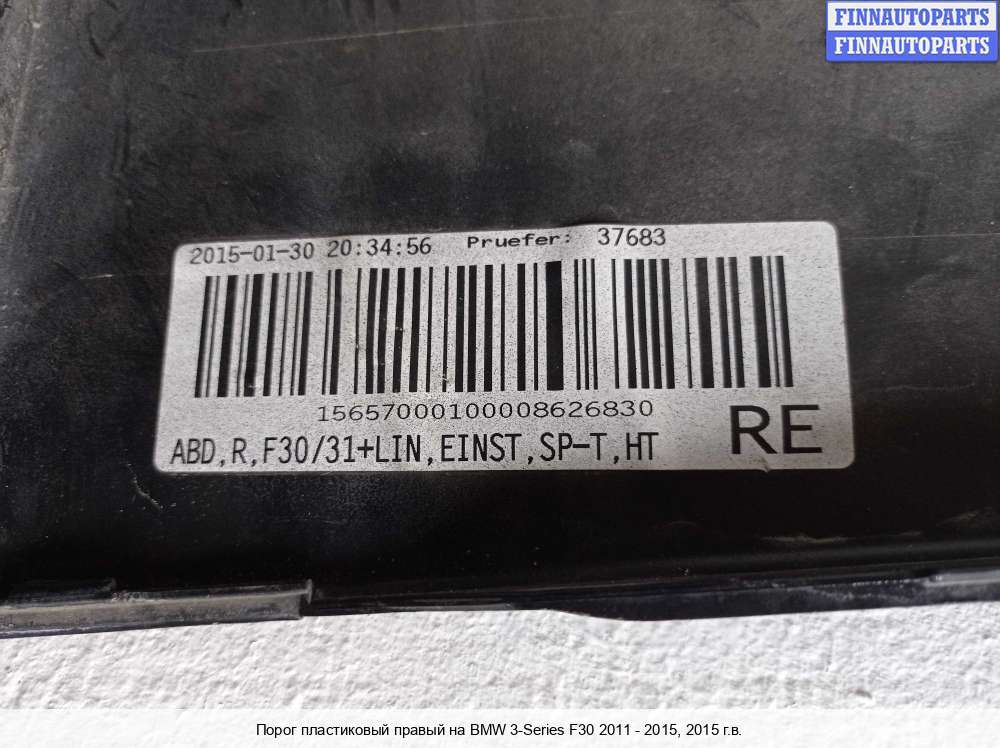 FINNAUTOPARTS
FINNAUTOPARTS
2015-01-30 20:34:56 Pruefer: 37683
15657000100008626830
ABD,R,F30/31+LIN,EINST,SP-T,HT
RE
Порог пластиковый правый на BMW 3-Series F30 2011 - 2015, 2015 г.в.